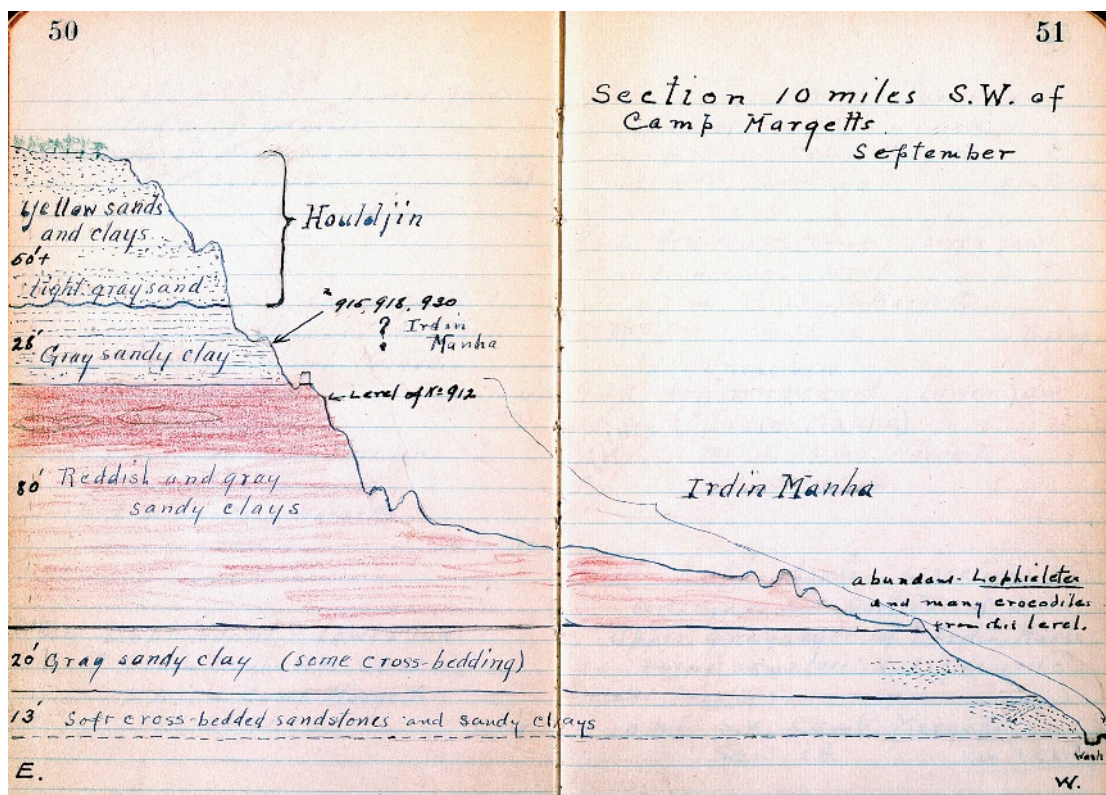 50
51
Section 10 miles S.W. of
Camp Margetts.
September
Yellow sands
and clays
50'+
light gray sand
Houldjin
915, 918, 930
? Irdin
Manha
25' Gray sandy clay
Level of N= 912
80' Reddish and gray
sandy clays
Irdin Manha
abundant Lophialetes
and many crocodiles
from this level.
20' Gray sandy clay (some cross-bedding)
13' Soft cross-bedded sandstones and sandy clays
Wash
E.
W.